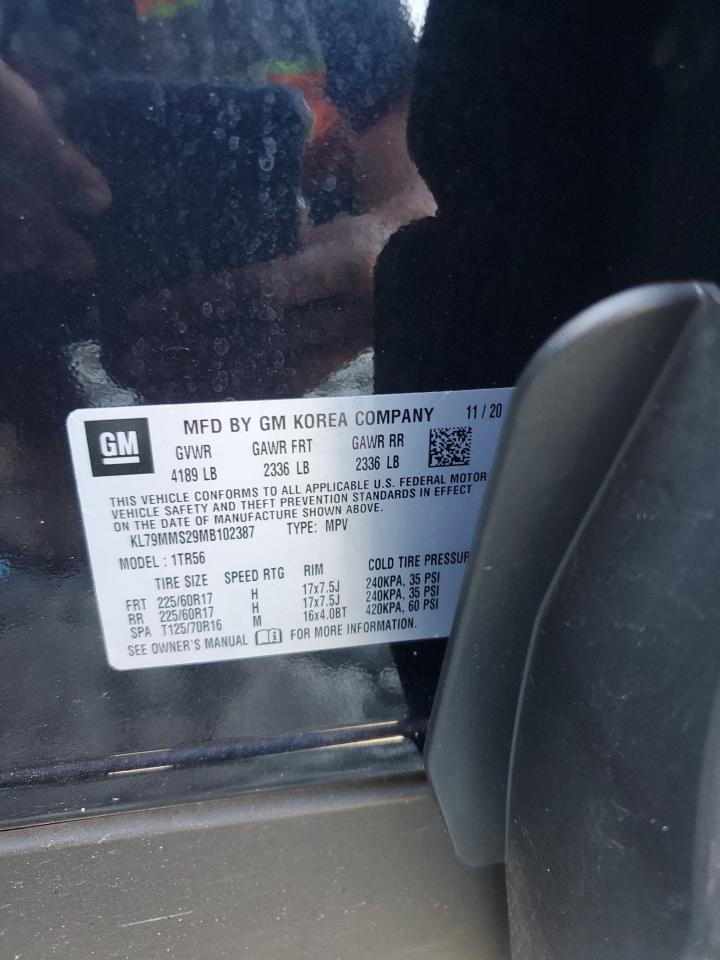 GM
MFD BY GM KOREA COMPANY 11 / 20
GVWR GAWR FRT GAWR RR
4189 LB 2336 LB 2336 LB
THIS VEHICLE CONFORMS TO ALL APPLICABLE U.S. FEDERAL MOTOR
VEHICLE SAFETY AND THEFT PREVENTION STANDARDS IN EFFECT
ON THE DATE OF MANUFACTURE SHOWN ABOVE.
KL79MMS29MB102387 TYPE: MPV
MODEL : 1TR56
TIRE SIZE SPEED RTG RIM COLD TIRE PRESSUR
FRT 225/60R17 H 17x7.5J 240KPA, 35 PSI
RR 225/60R17 H 17x7.5J 240KPA, 35 PSI
SPA T125/70R16 M 16x4.0BT 420KPA, 60 PSI
SEE OWNER'S MANUAL FOR MORE INFORMATION.